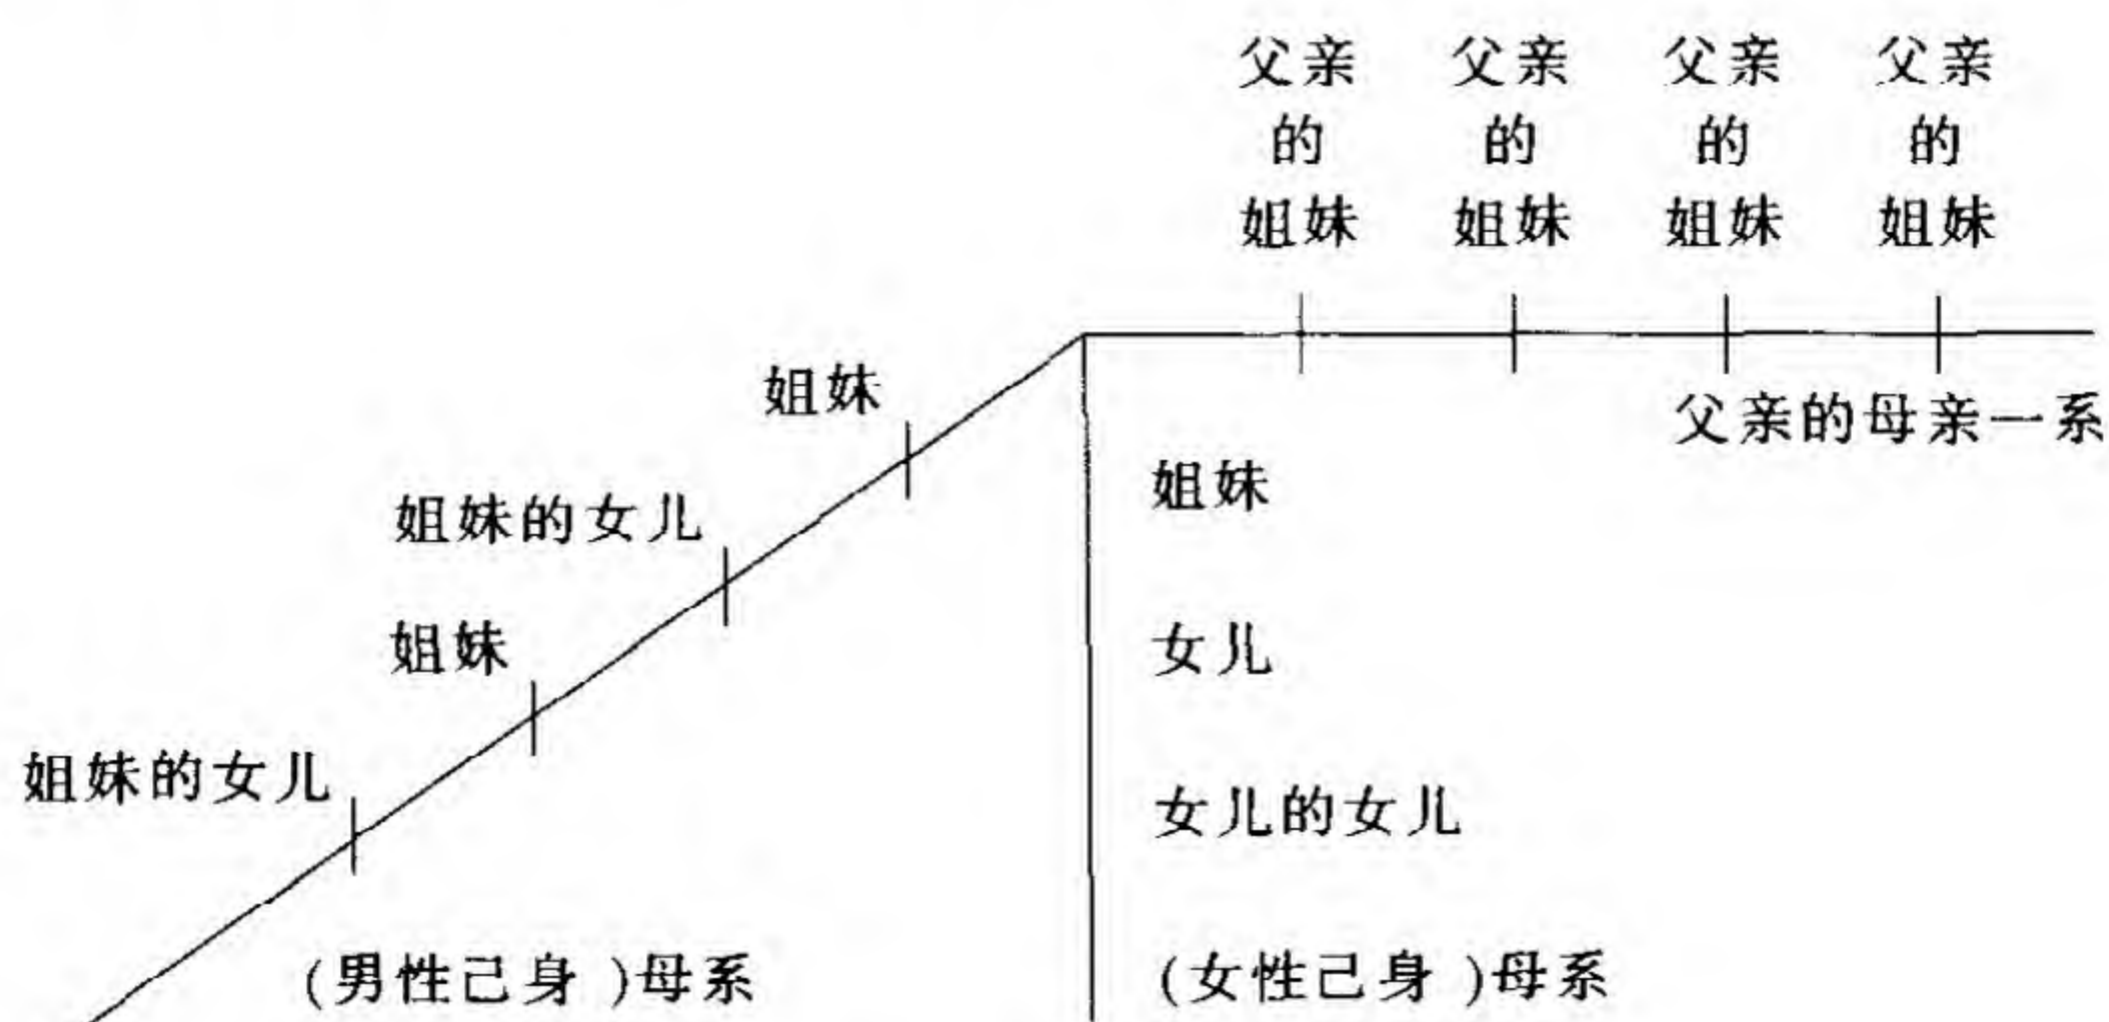 父亲 父亲 父亲 父亲
的 的 的 的
姐妹 姐妹 姐妹 姐妹
姐妹
父亲的母亲一系
姐妹
姐妹的女儿
姐妹
女儿
姐妹的女儿
女儿的女儿
(男性己身)母系
(女性己身)母系